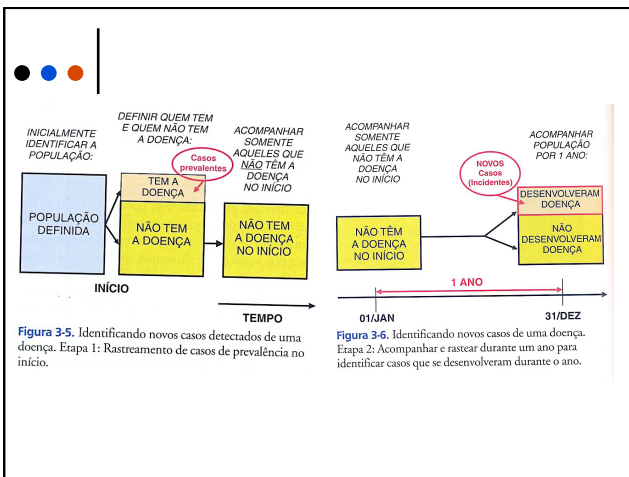 INICIALMENTE
IDENTIFICAR A
POPULAÇÃO:
DEFINIR QUEM TEM
E QUEM NÃO TEM
A DOENÇA:
ACOMPANHAR
SOMENTE
AQUELES QUE
NÃO TÊM A
DOENÇA
NO INÍCIO
Casos
prevalentes
POPULAÇÃO
DEFINIDA
TEM A
DOENÇA
NÃO TEM
A DOENÇA
NÃO TEM
A DOENÇA
NO INÍCIO
INÍCIO
TEMPO
Figura 3-5. Identificando novos casos detectados de uma
doença. Etapa 1: Rastreamento de casos de prevalência no
início.
ACOMPANHAR
SOMENTE
AQUELES QUE
NÃO TÊM A
DOENÇA
NO INÍCIO
ACOMPANHAR
POPULAÇÃO
POR 1 ANO:
NOVOS
Casos
(Incidentes)
NÃO TÊM
A DOENÇA
NO INÍCIO
DESENVOLVERAM
DOENÇA
NÃO
DESENVOLVERAM
DOENÇA
1 ANO
01/JAN
31/DEZ
Figura 3-6. Identificando novos casos de uma doença.
Etapa 2: Acompanhar e rastear durante um ano para
identificar casos que se desenvolveram durante o ano.